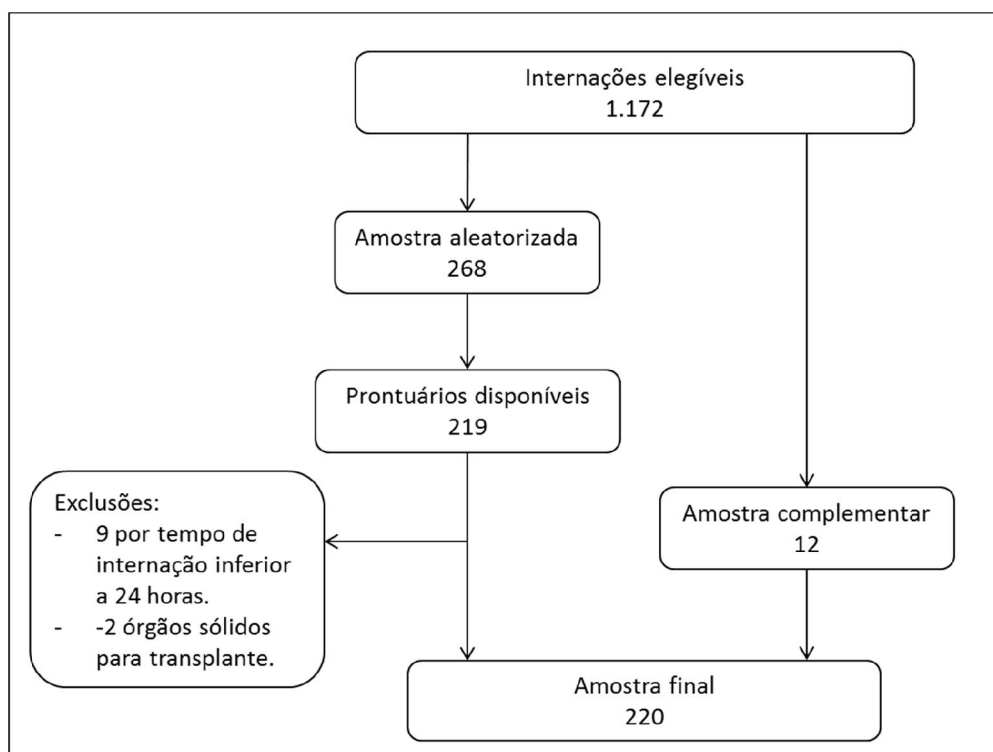 Internações elegíveis
1.172
Amostra aleatorizada
268
Prontuários disponíveis
219
Exclusões:
- 9 por tempo de
internação inferior
a 24 horas.
- -2 órgãos sólidos
para transplante.
Amostra complementar
12
Amostra final
220